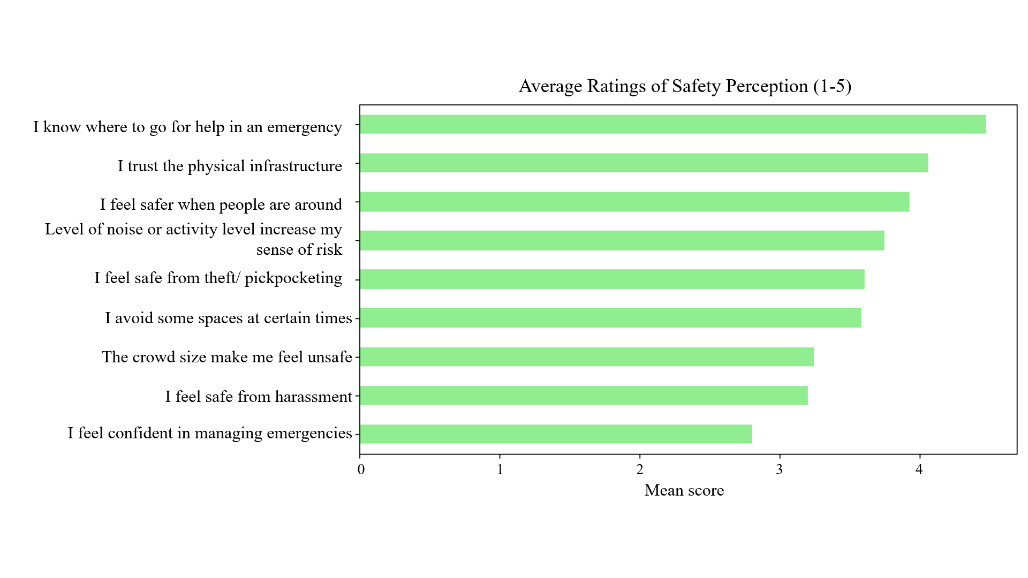 Average Ratings of Safety Perception (1-5)
I know where to go for help in an emergency
I trust the physical infrastructure
I feel safer when people are around
Level of noise or activity level increase my
sense of risk
I feel safe from theft/ pickpocketing
I avoid some spaces at certain times
The crowd size make me feel unsafe
I feel safe from harassment
I feel confident in managing emergencies
0 1 2 3 4
Mean score